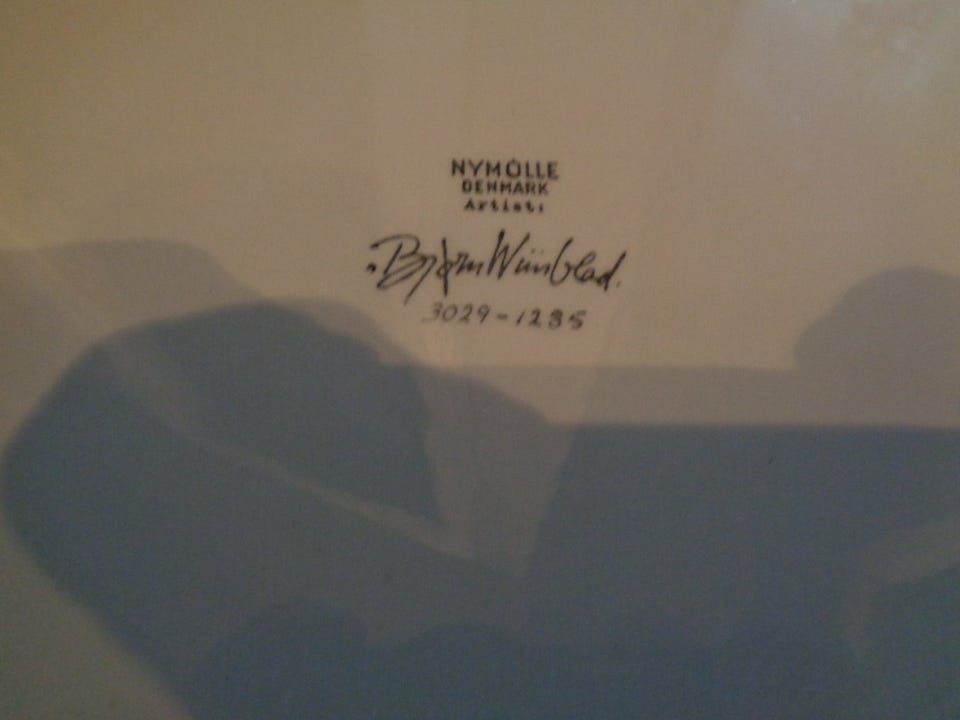 NYMÖLLE
DENMARK
Artist:
Bjørn Wiinblad.
3029-1235